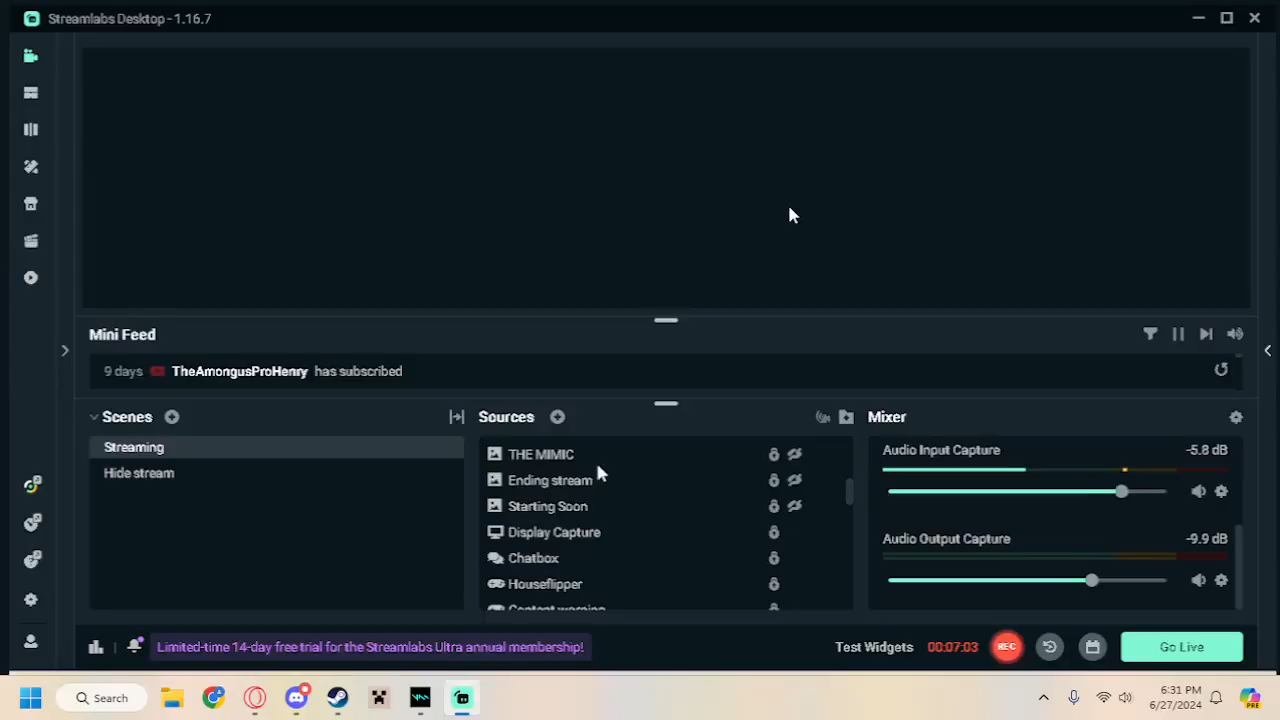 Streamlabs Desktop - 1.16.7
Mini Feed
9 days TheAmongusProHenry has subscribed
Scenes
Streaming
Hide stream
Sources
THE MIMIC
Ending stream
Starting Soon
Display Capture
Chatbox
Houseflipper
Content warning
Mixer
Audio Input Capture -5.8 dB
Audio Output Capture -9.9 dB
Limited-time 14-day free trial for the Streamlabs Ultra annual membership!
Test Widgets 00:07:03 REC Go Live
Search
6:31 PM
6/27/2024
PRE